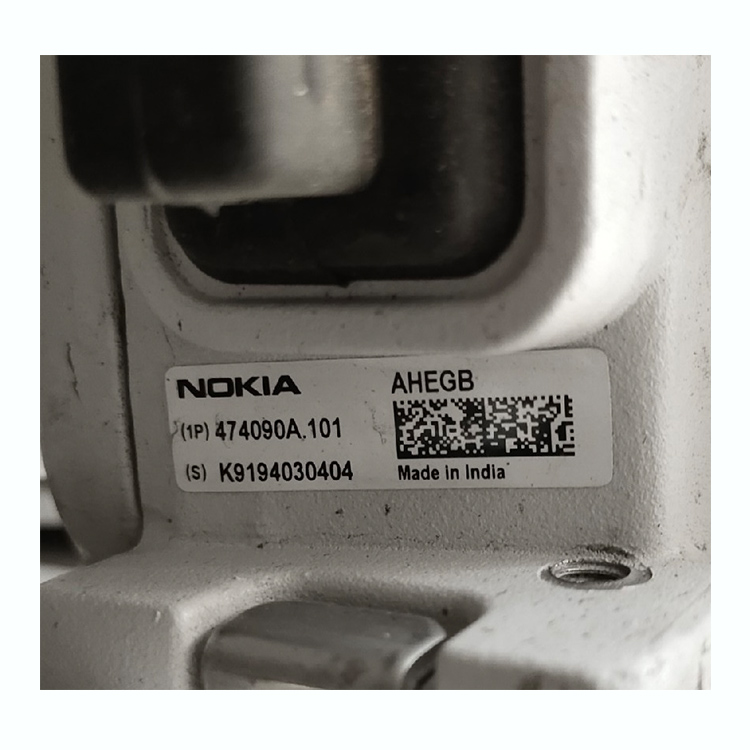 NOKIA
AHEGB
(1P) 474090A.101
(S) K9194030404
Made in India